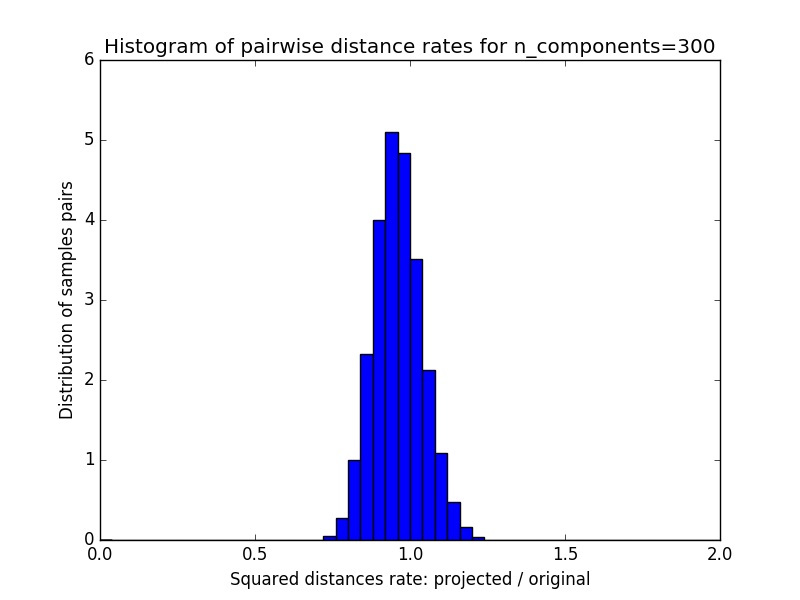 Histogram of pairwise distance rates for n_components=300
6
5
4
3
2
1
0
Distribution of samples pairs
0.0 0.5 1.0 1.5 2.0
Squared distances rate: projected / original